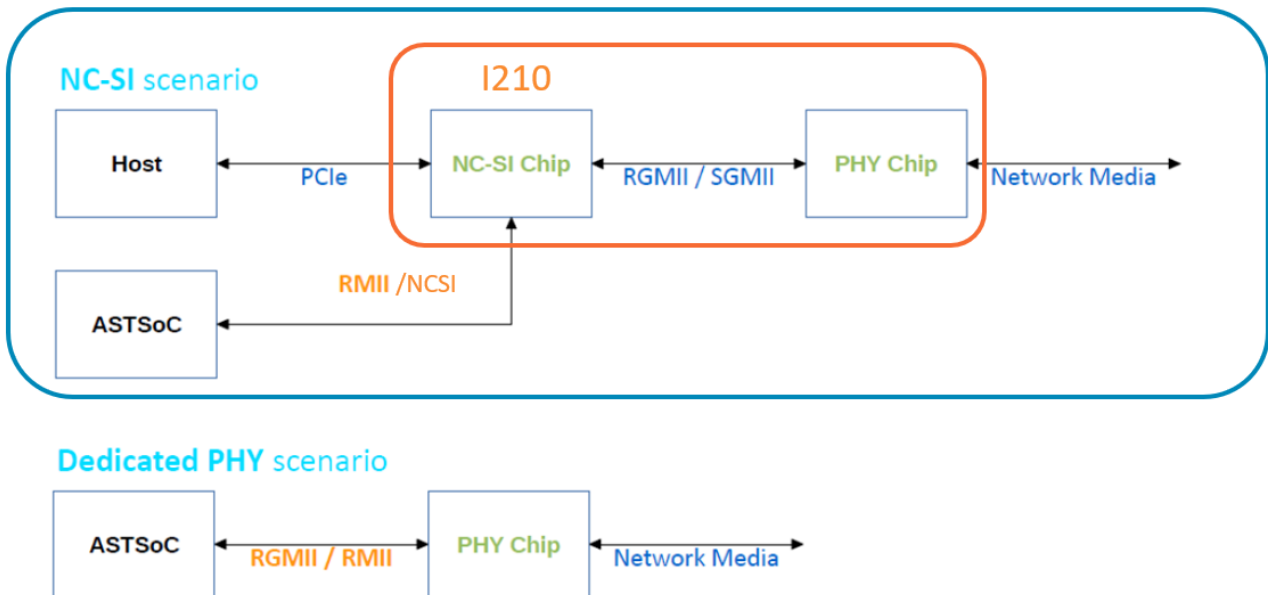 NC-SI scenario
I210
Host
PCIe
NC-SI Chip
RGMII / SGMII
PHY Chip
Network Media
RMII /NCSI
ASTSoC
Dedicated PHY scenario
ASTSoC
RGMII / RMII
PHY Chip
Network Media